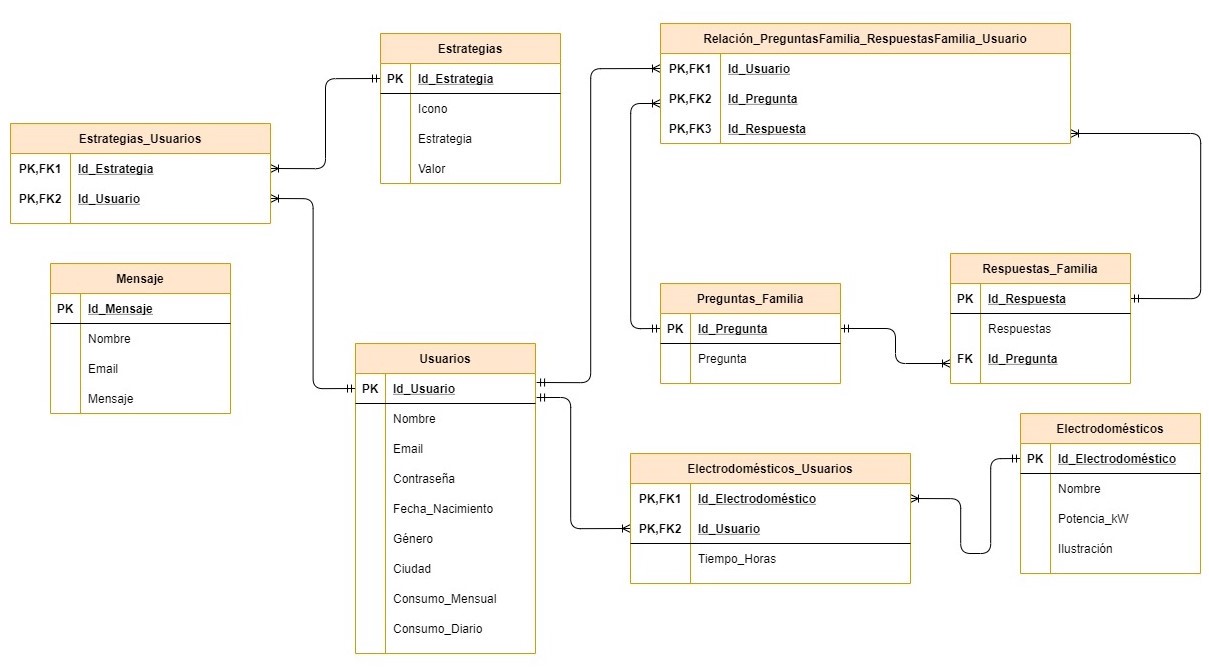 Estrategias
PK Id_Estrategia
Icono
Estrategia
Valor
Relación_PreguntasFamilia_RespuestasFamilia_Usuario
PK,FK1 Id_Usuario
PK,FK2 Id_Pregunta
PK,FK3 Id_Respuesta
Estrategias_Usuarios
PK,FK1 Id_Estrategia
PK,FK2 Id_Usuario
Mensaje
PK Id_Mensaje
Nombre
Email
Mensaje
Usuarios
PK Id_Usuario
Nombre
Email
Contraseña
Fecha_Nacimiento
Género
Ciudad
Consumo_Mensual
Consumo_Diario
Preguntas_Familia
PK Id_Pregunta
Pregunta
Respuestas_Familia
PK Id_Respuesta
Respuestas
FK Id_Pregunta
Electrodomésticos_Usuarios
PK,FK1 Id_Electrodoméstico
PK,FK2 Id_Usuario
Tiempo_Horas
Electrodomésticos
PK Id_Electrodoméstico
Nombre
Potencia_kW
Ilustración